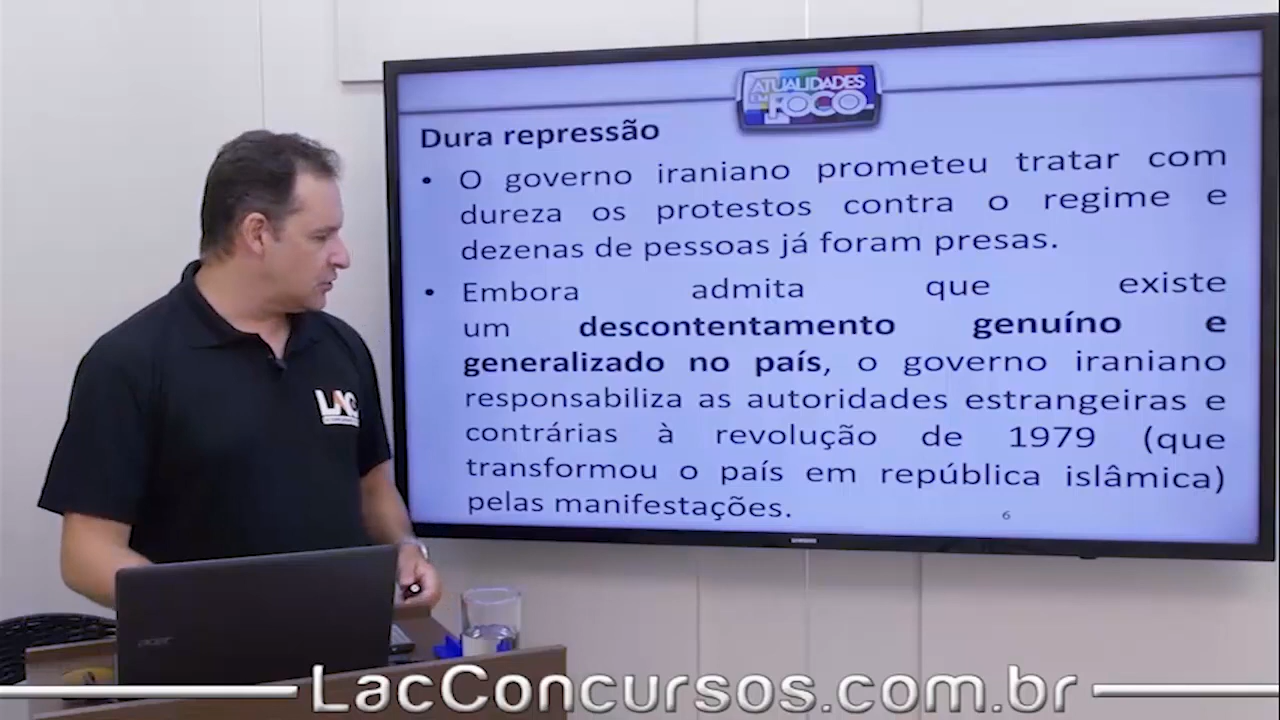 ATUALIDADES
EM FOCO
Dura repressão
• O governo iraniano prometeu tratar com
dureza os protestos contra o regime e
dezenas de pessoas já foram presas.
• Embora admita que existe
um descontentamento genuíno e
generalizado no país, o governo iraniano
responsabiliza as autoridades estrangeiras e
contrárias à revolução de 1979 (que
transformou o país em república islâmica)
pelas manifestações.
6
SAMSUNG
LAC
acer
LacConcursos.com.br